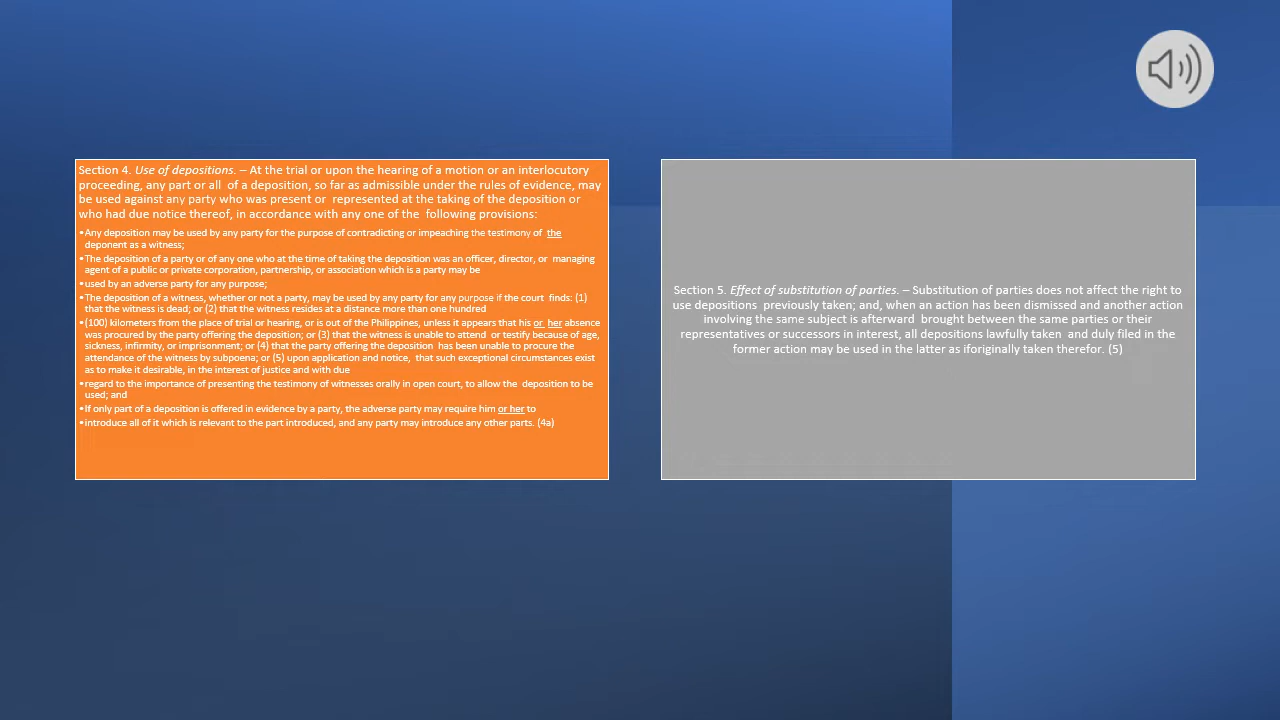 Section 4. Use of depositions. – At the trial or upon the hearing of a motion or an interlocutory
proceeding, any part or all of a deposition, so far as admissible under the rules of evidence, may
be used against any party who was present or represented at the taking of the deposition or
who had due notice thereof, in accordance with any one of the following provisions:
•Any deposition may be used by any party for the purpose of contradicting or impeaching the testimony of the
deponent as a witness;
•The deposition of a party or of any one who at the time of taking the deposition was an officer, director, or managing
agent of a public or private corporation, partnership, or association which is a party may be
•used by an adverse party for any purpose;
•The deposition of a witness, whether or not a party, may be used by any party for any purpose if the court finds: (1)
that the witness is dead; or (2) that the witness resides at a distance more than one hundred
•(100) kilometers from the place of trial or hearing, or is out of the Philippines, unless it appears that his or her absence
was procured by the party offering the deposition; or (3) that the witness is unable to attend or testify because of age,
sickness, infirmity, or imprisonment; or (4) that the party offering the deposition has been unable to procure the
attendance of the witness by subpoena; or (5) upon application and notice, that such exceptional circumstances exist
as to make it desirable, in the interest of justice and with due
•regard to the importance of presenting the testimony of witnesses orally in open court, to allow the deposition to be
used; and
•If only part of a deposition is offered in evidence by a party, the adverse party may require him or her to
•introduce all of it which is relevant to the part introduced, and any party may introduce any other parts. (4a)
Section 5. Effect of substitution of parties. – Substitution of parties does not affect the right to
use depositions previously taken; and, when an action has been dismissed and another action
involving the same subject is afterward brought between the same parties or their
representatives or successors in interest, all depositions lawfully taken and duly filed in the
former action may be used in the latter as iforiginally taken therefor. (5)